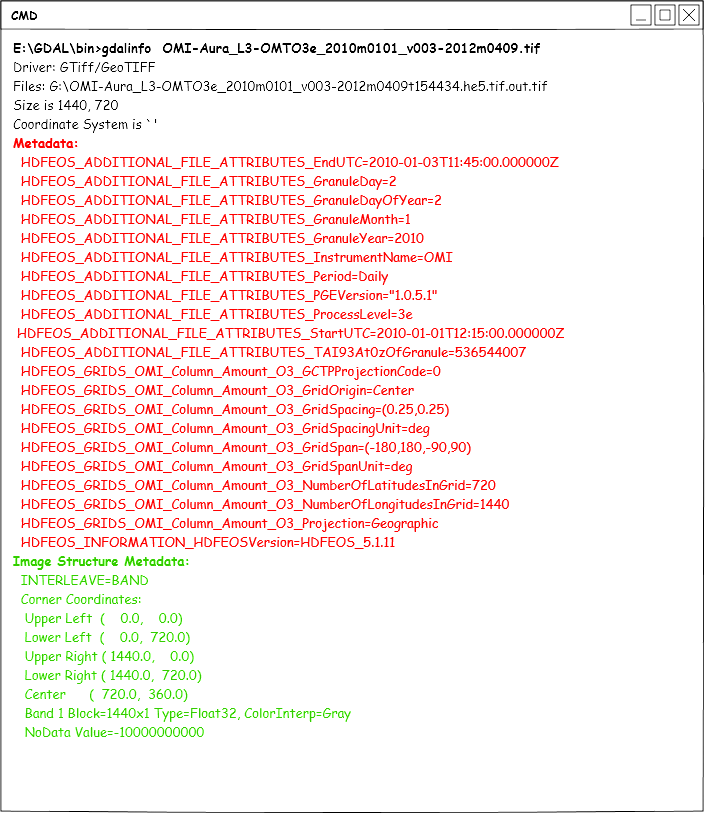 CMD
E:\GDAL\bin>gdalinfo OMI-Aura_L3-OMTO3e_2010m0101_v003-2012m0409.tif
Driver: GTiff/GeoTIFF
Files: G:\OMI-Aura_L3-OMTO3e_2010m0101_v003-2012m0409t154434.he5.tif.out.tif
Size is 1440, 720
Coordinate System is `'
Metadata:
HDFEOS_ADDITIONAL_FILE_ATTRIBUTES_EndUTC=2010-01-03T11:45:00.000000Z
HDFEOS_ADDITIONAL_FILE_ATTRIBUTES_GranuleDay=2
HDFEOS_ADDITIONAL_FILE_ATTRIBUTES_GranuleDayOfYear=2
HDFEOS_ADDITIONAL_FILE_ATTRIBUTES_GranuleMonth=1
HDFEOS_ADDITIONAL_FILE_ATTRIBUTES_GranuleYear=2010
HDFEOS_ADDITIONAL_FILE_ATTRIBUTES_InstrumentName=OMI
HDFEOS_ADDITIONAL_FILE_ATTRIBUTES_Period=Daily
HDFEOS_ADDITIONAL_FILE_ATTRIBUTES_PGEVersion="1.0.5.1"
HDFEOS_ADDITIONAL_FILE_ATTRIBUTES_ProcessLevel=3e
HDFEOS_ADDITIONAL_FILE_ATTRIBUTES_StartUTC=2010-01-01T12:15:00.000000Z
HDFEOS_ADDITIONAL_FILE_ATTRIBUTES_TAI93At0zOfGranule=536544007
HDFEOS_GRIDS_OMI_Column_Amount_O3_GCTPProjectionCode=0
HDFEOS_GRIDS_OMI_Column_Amount_O3_GridOrigin=Center
HDFEOS_GRIDS_OMI_Column_Amount_O3_GridSpacing=(0.25,0.25)
HDFEOS_GRIDS_OMI_Column_Amount_O3_GridSpacingUnit=deg
HDFEOS_GRIDS_OMI_Column_Amount_O3_GridSpan=(-180,180,-90,90)
HDFEOS_GRIDS_OMI_Column_Amount_O3_GridSpanUnit=deg
HDFEOS_GRIDS_OMI_Column_Amount_O3_NumberOfLatitudesInGrid=720
HDFEOS_GRIDS_OMI_Column_Amount_O3_NumberOfLongitudesInGrid=1440
HDFEOS_GRIDS_OMI_Column_Amount_O3_Projection=Geographic
HDFEOS_INFORMATION_HDFEOSVersion=HDFEOS_5.1.11
Image Structure Metadata:
INTERLEAVE=BAND
Corner Coordinates:
Upper Left ( 0.0, 0.0)
Lower Left ( 0.0, 720.0)
Upper Right ( 1440.0, 0.0)
Lower Right ( 1440.0, 720.0)
Center ( 720.0, 360.0)
Band 1 Block=1440x1 Type=Float32, ColorInterp=Gray
NoData Value=-10000000000